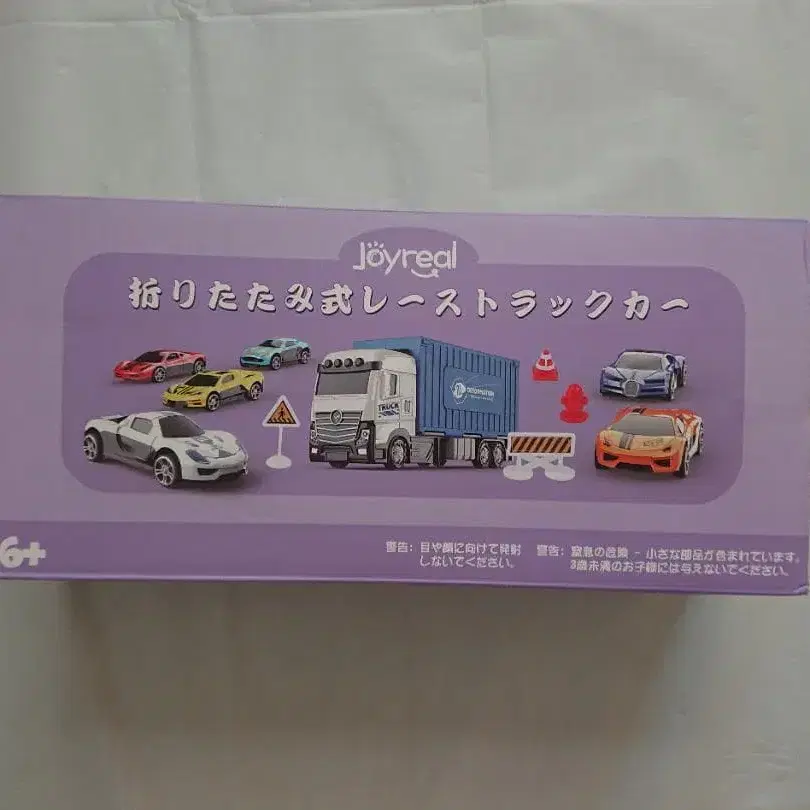 Joyreal
折りたたみ式レーストラックカー
TRUCK
6+
警告: 目や顔に向けて発射
しないでください。
警告: 窒息の危険 - 小さな部品が含まれています。
3歳未満のお子様には与えないでください。